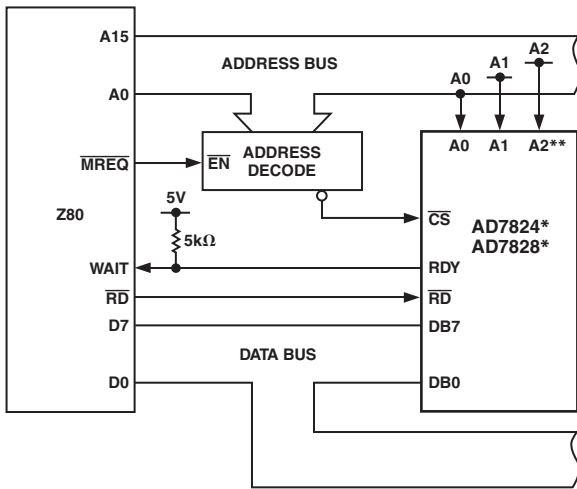 A15
ADDRESS BUS
A2
A1
A0
A0
A0 A1 A2**
MREQ
EN
ADDRESS
DECODE
Z80
5V
CS
AD7824*
AD7828*
5kΩ
WAIT
RDY
RD
RD
D7
DB7
DATA BUS
D0
DB0